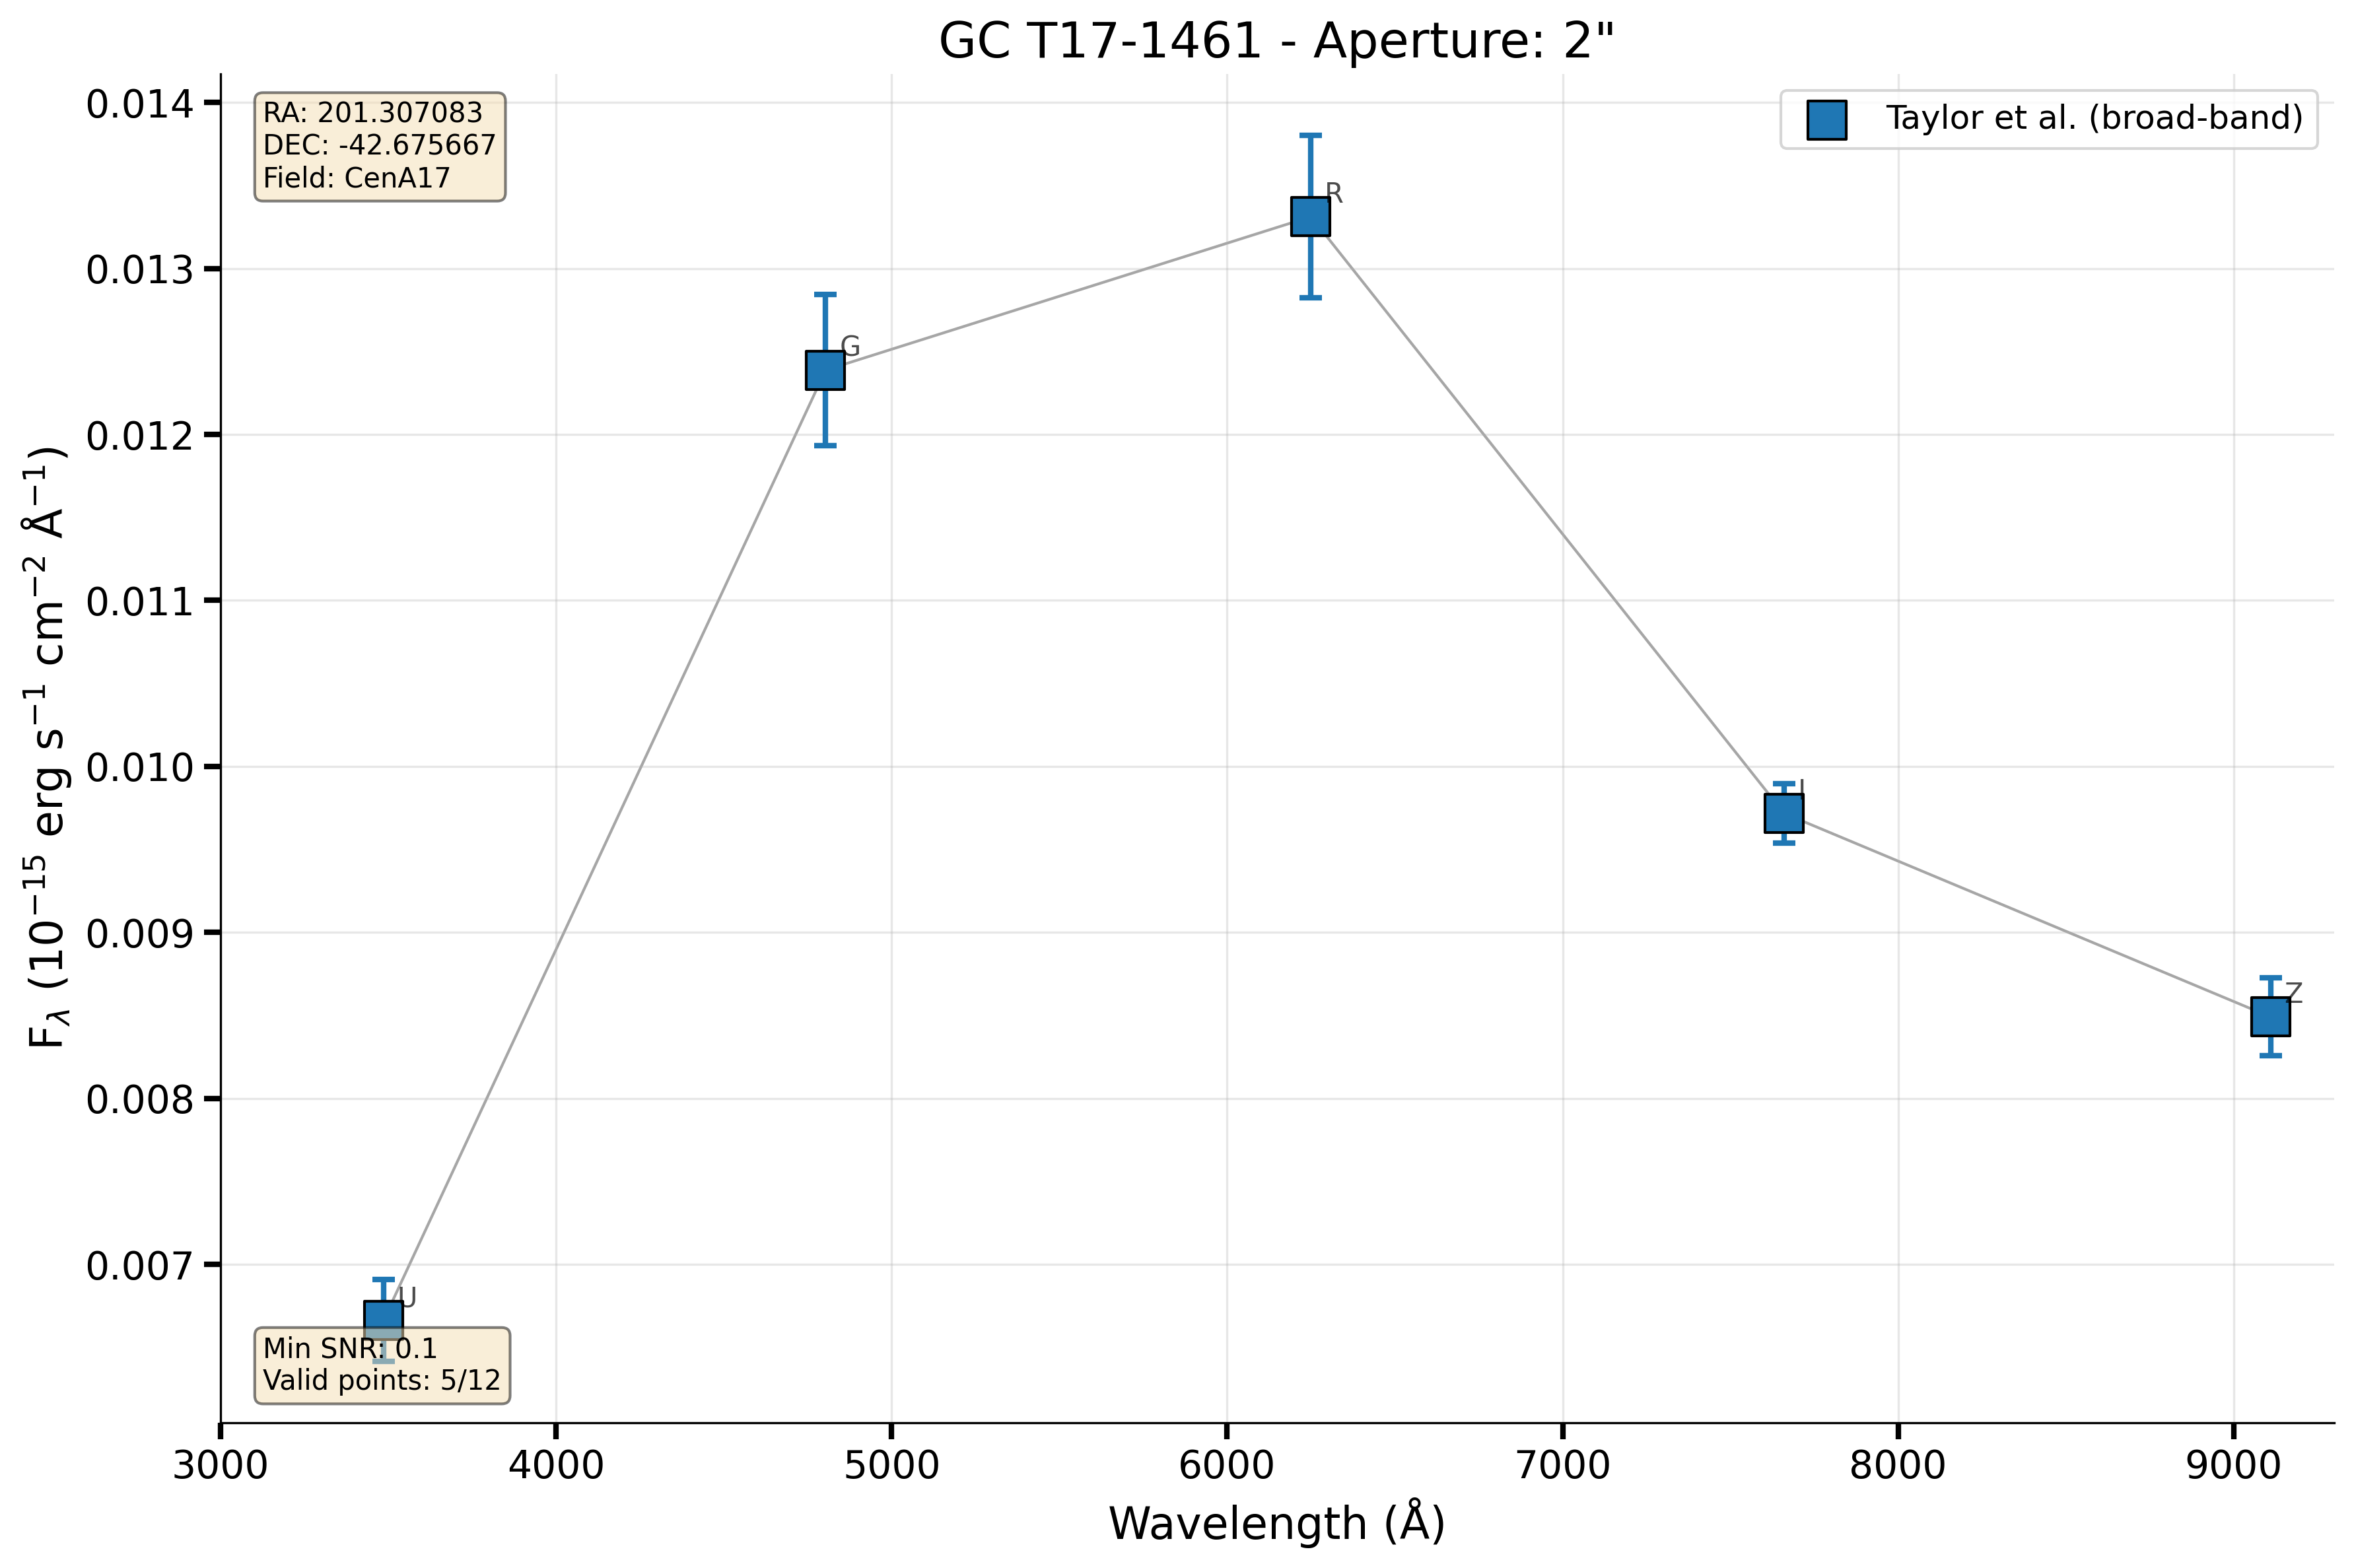 GC T17-1461 - Aperture: 2"
RA: 201.307083
DEC: -42.675667
Field: CenA17
Taylor et al. (broad-band)
0.014
0.013
0.012
0.011
0.010
0.009
0.008
0.007
F_λ (10⁻¹⁵ erg s⁻¹ cm⁻² Å⁻¹)
U
G
R
I
Z
Min SNR: 0.1
Valid points: 5/12
3000 4000 5000 6000 7000 8000 9000
Wavelength (Å)